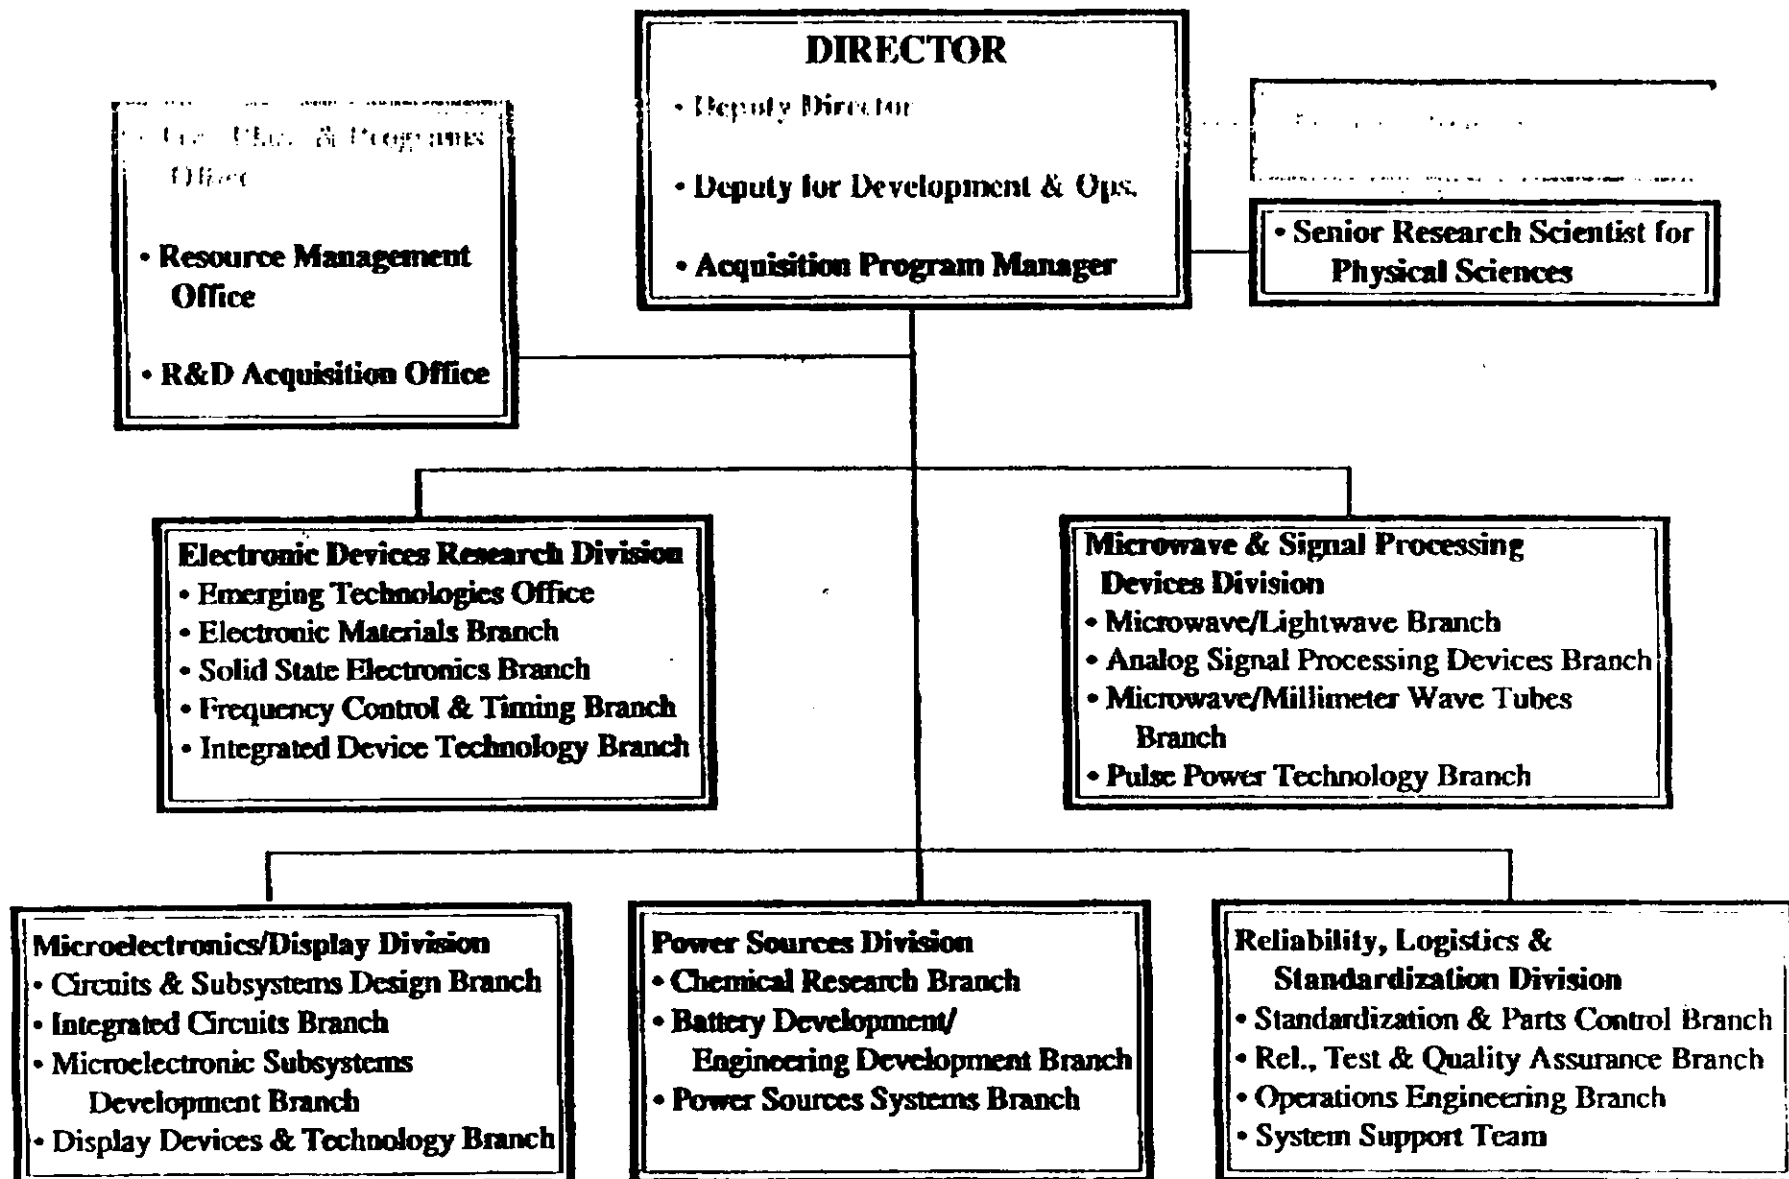 DIRECTOR
• Deputy Director
• Deputy for Development & Ops.
• Acquisition Program Manager
& Programs
Office
• Resource Management
Office
• R&D Acquisition Office
• Senior Research Scientist for
Physical Sciences
Electronic Devices Research Division
• Emerging Technologies Office
• Electronic Materials Branch
• Solid State Electronics Branch
• Frequency Control & Timing Branch
• Integrated Device Technology Branch
Microwave & Signal Processing
Devices Division
• Microwave/Lightwave Branch
• Analog Signal Processing Devices Branch
• Microwave/Millimeter Wave Tubes
Branch
• Pulse Power Technology Branch
Microelectronics/Display Division
• Circuits & Subsystems Design Branch
• Integrated Circuits Branch
• Microelectronic Subsystems
Development Branch
• Display Devices & Technology Branch
Power Sources Division
• Chemical Research Branch
• Battery Development/
Engineering Development Branch
• Power Sources Systems Branch
Reliability, Logistics &
Standardization Division
• Standardization & Parts Control Branch
• Rel., Test & Quality Assurance Branch
• Operations Engineering Branch
• System Support Team